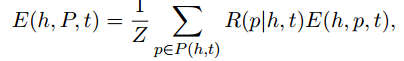 E(h, P, t) = \frac{1}{Z} \sum_{p \in P(h,t)} R(p|h, t)E(h, p, t),